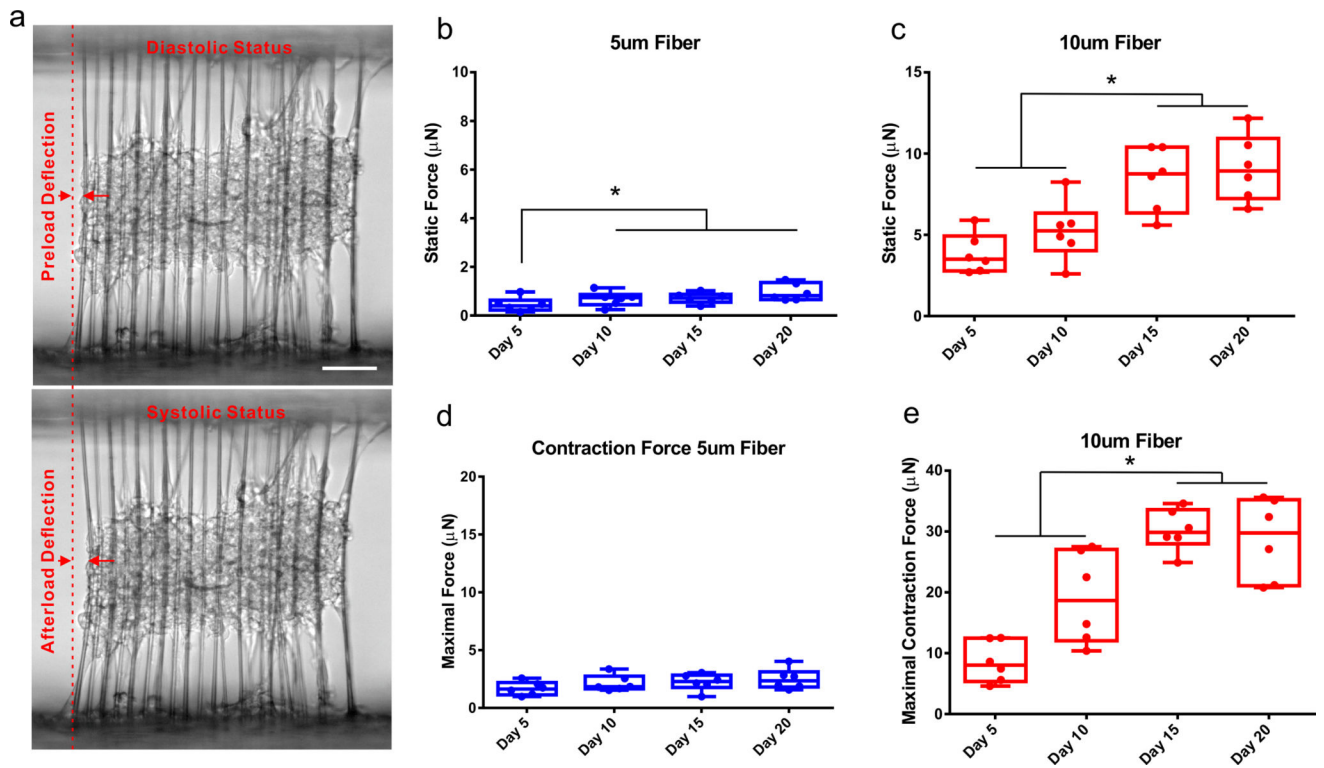 a
Diastolic Status
Preload Deflection
Systolic Status
Afterload Deflection
b
5um Fiber
Static Force (μN)
10
8
6
4
2
0
*
Day 5
Day 10
Day 15
Day 20
c
10um Fiber
Static Force (μN)
15
10
5
0
*
Day 5
Day 10
Day 15
Day 20
d
Contraction Force 5um Fiber
Maximal Force (μN)
20
15
10
5
0
Day 5
Day 10
Day 15
Day 20
e
10um Fiber
Maximal Contraction Force (μN)
40
30
20
10
0
*
Day 5
Day 10
Day 15
Day 20